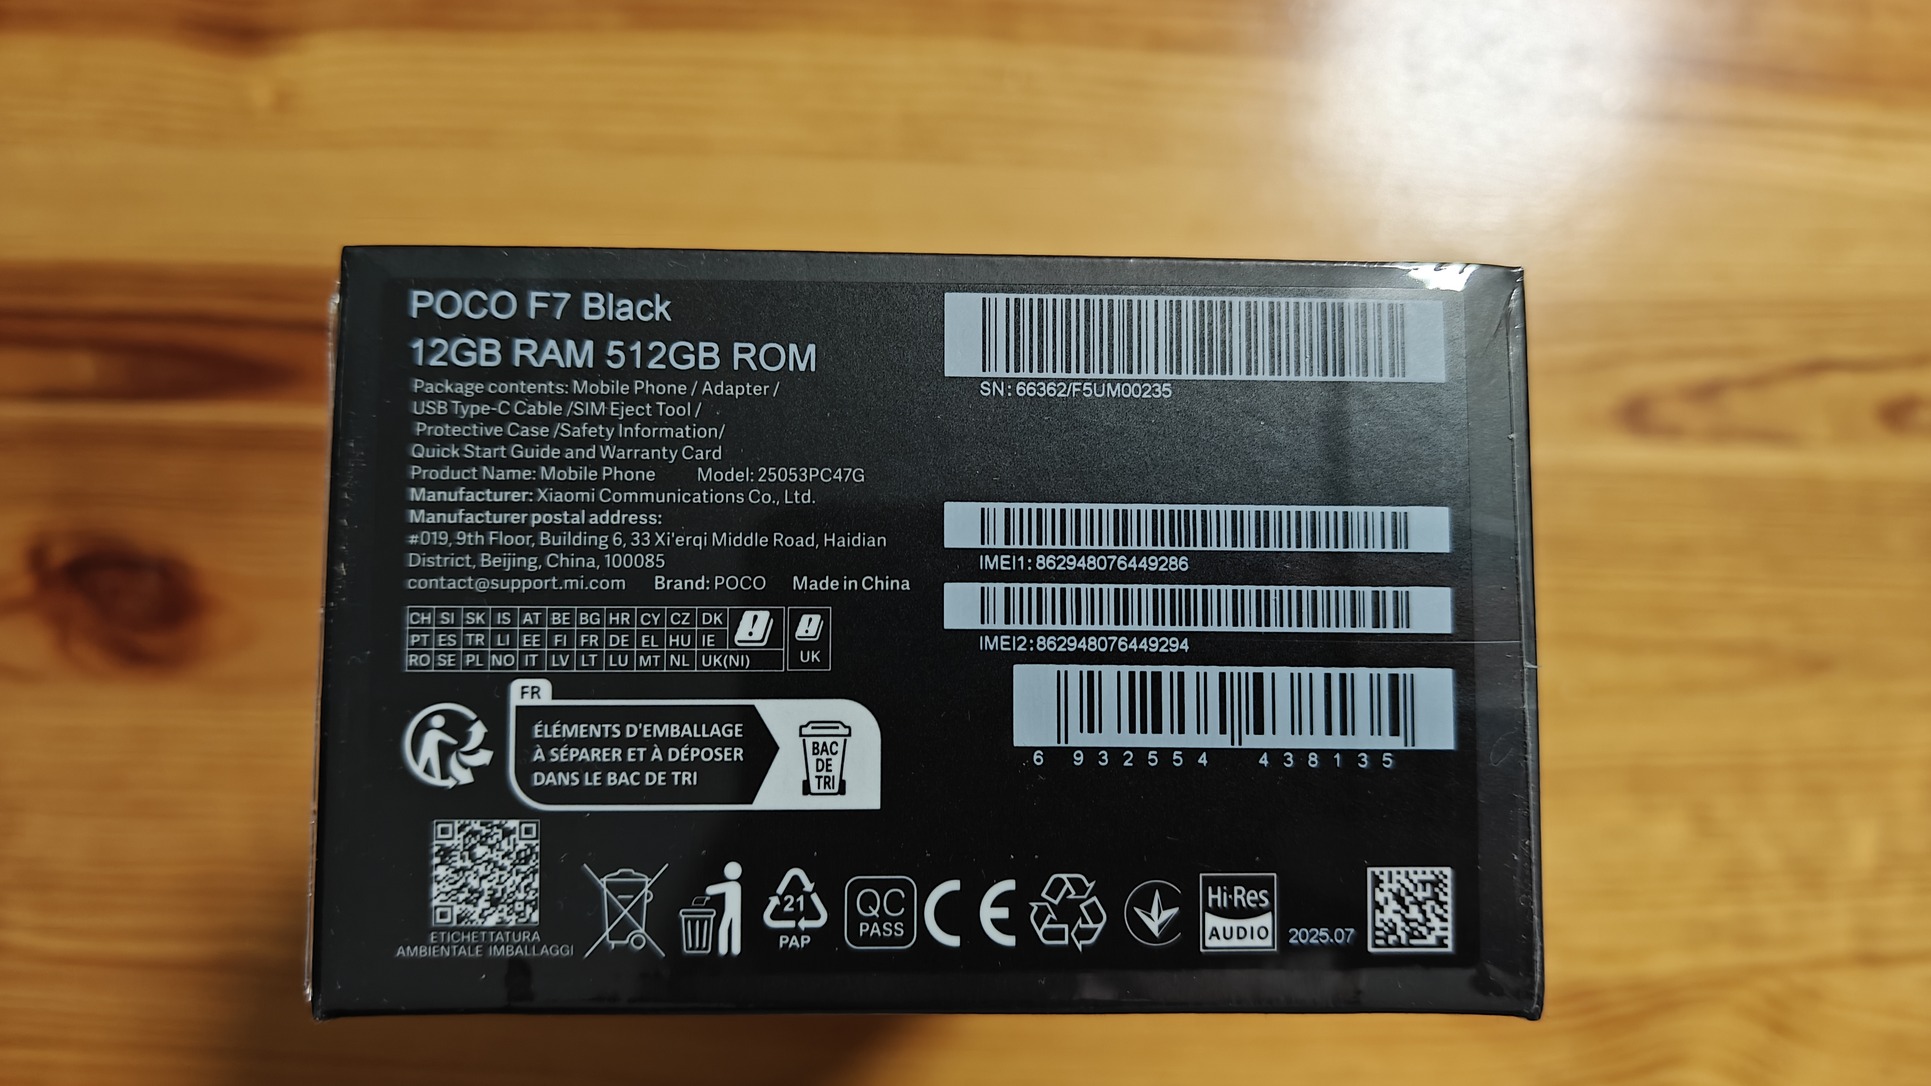 POCO F7 Black
12GB RAM 512GB ROM
Package contents: Mobile Phone / Adapter /
USB Type-C Cable /SIM Eject Tool /
Protective Case /Safety Information/
Quick Start Guide and Warranty Card
Product Name: Mobile Phone Model: 25053PC47G
Manufacturer: Xiaomi Communications Co., Ltd.
Manufacturer postal address:
#019, 9th Floor, Building 6, 33 Xi'erqi Middle Road, Haidian
District, Beijing, China, 100085
contact@support.mi.com Brand: POCO Made in China
CH SI SK IS AT BE BG HR CY CZ DK
PT ES TR LI EE FI FR DE EL HU IE
RO SE PL NO IT LV LT LU MT NL UK(NI)
UK
FR
ÉLÉMENTS D'EMBALLAGE
À SÉPARER ET À DÉPOSER
DANS LE BAC DE TRI
BAC
DE
TRI
ETICHETTATURA
AMBIENTALE IMBALLAGGI
SN: 66362/F5UM00235
IMEI1: 862948076449286
IMEI2: 862948076449294
6 932554 438135
21
PAP
QC
PASS
CE
Hi-Res
AUDIO
2025.07